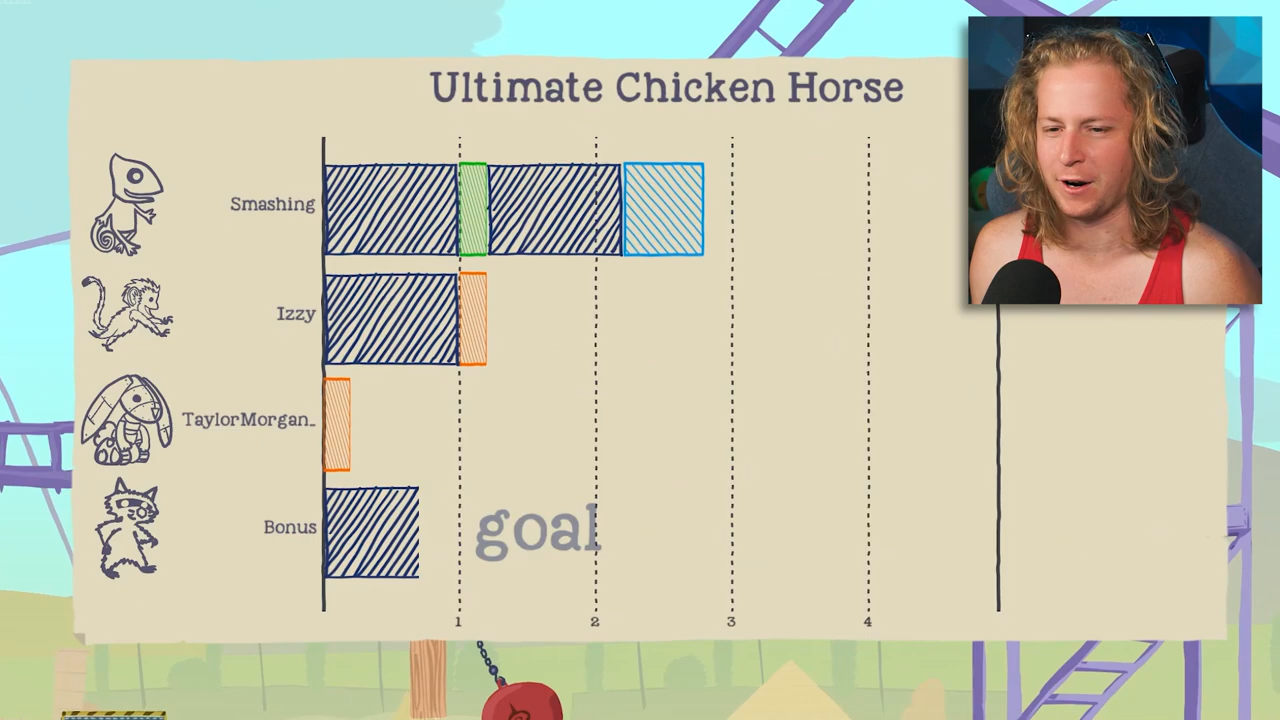 Ultimate Chicken Horse
Smashing
Izzy
TaylorMorgan_
Bonus
goal
1 2 3 4